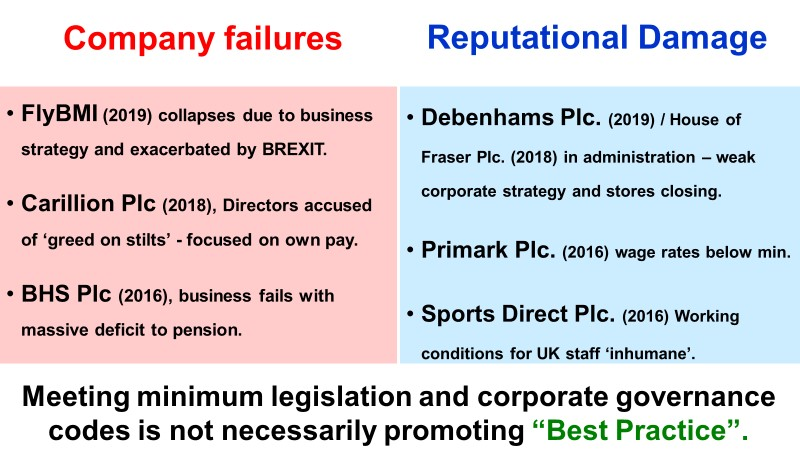 Company failures
• FlyBMI (2019) collapses due to business
strategy and exacerbated by BREXIT.
• Carillion Plc (2018), Directors accused
of ‘greed on stilts’ - focused on own pay.
• BHS Plc (2016), business fails with
massive deficit to pension.
Reputational Damage
• Debenhams Plc. (2019) / House of
Fraser Plc. (2018) in administration – weak
corporate strategy and stores closing.
• Primark Plc. (2016) wage rates below min.
• Sports Direct Plc. (2016) Working
conditions for UK staff ‘inhumane’.
Meeting minimum legislation and corporate governance
codes is not necessarily promoting “Best Practice”.